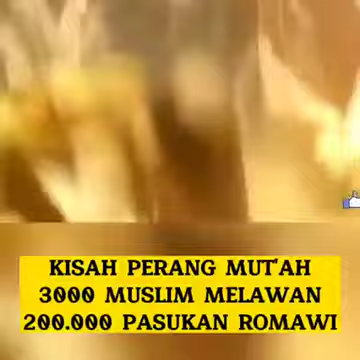 KISAH PERANG MUT'AH
3000 MUSLIM MELAWAN
200.000 PASUKAN ROMAWI